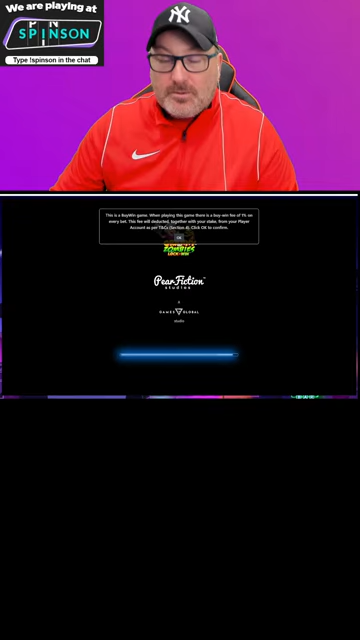 We are playing at
SPINSON
Type !spinson in the chat
NY
This is a BuyWin game. When playing this game there is a buy-win fee of 1% on
every bet. This fee will deducted, together with your stake, from your Player
Account as per T&Cs (Section 6). Click OK to confirm.
OK
ZOMBIES
LOCK WIN
PearFiction™
studios
a
GAMES GLOBAL
studio